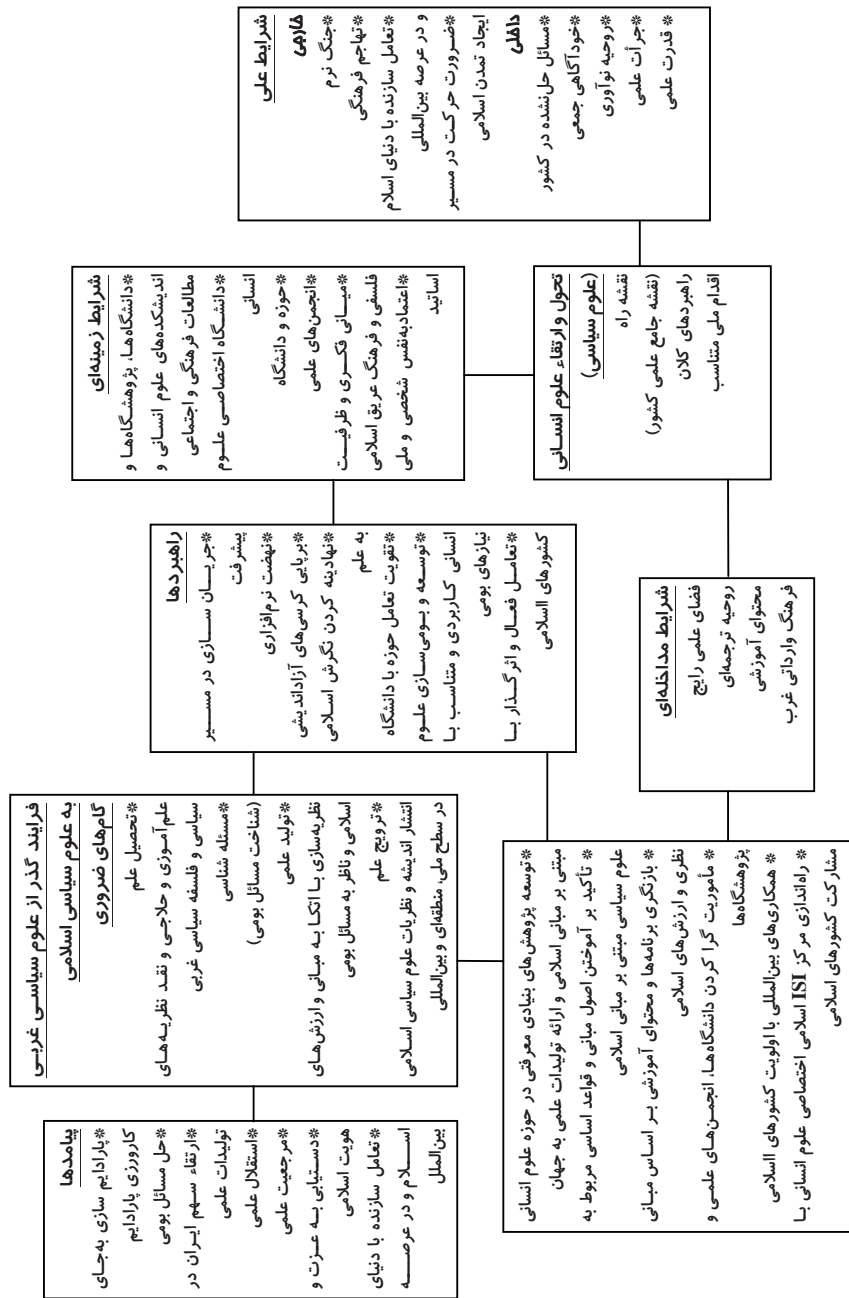 شرایط علی
خارجی
*جنگ نرم
*تهاجم فرهنگی
*تعامل سازنده با دنیای اسلام
و در عرصه بین‌المللی
*ضرورت حرکت در مسیر
ایجاد تمدن اسلامی
داخلی
*مسائل حل‌نشده در کشور
*خودآگاهی جمعی
*روحیه نوآوری
*جرأت علمی
* قدرت علمی
شرایط زمینه‌ای
*دانشگاه‌ها، پژوهشگاه‌ها و
اندیشکده‌های علوم انسانی و
مطالعات فرهنگی و اجتماعی
*دانشگاه اختصاصی علوم
انسانی
*حوزه و دانشگاه
*انجمن‌های علمی
*مبانی فکری و ظرفیت
فلسفی و فرهنگ عریق اسلامی
*اعتمادبه‌نفس شخصی و ملی
اساتید
تحول و ارتقاء علوم انسانی
(علوم سیاسی)
نقشه راه
(نقشه جامع علمی کشور)
راهبردهای کلان
اقدام ملی متناسب
راهبردها
*جریان سازی در مسیر
پیشرفت
*نهضت نرم‌افزاری
*برپایی کرسی‌های آزاداندیشی
*نهادینه کردن نگرش اسلامی
به علم
*تقویت تعامل حوزه با دانشگاه
*توسعه و بومی‌سازی علوم
انسانی کاربردی و متناسب با
نیازهای بومی
*تعامل فعال و اثرگذار با
کشورهای ااسلامی
شرایط مداخله‌ای
فضای علمی رایج
روحیه ترجمه‌ای
محتوای آموزشی
فرهنگ وارداتی غرب
فرایند گذر از علوم سیاسی غربی
به علوم سیاسی اسلامی
گام‌های ضروری
*تحصیل علم
علم‌آموزی و حلاجی و نقد نظریه‌های
سیاسی و فلسفه سیاسی غربی
*مسئله شناسی
(شناخت مسائل بومی)
*تولید علمی
نظریه‌سازی با اتکا به مبانی و ارزش‌های
اسلامی و ناظر به مسائل بومی
*ترویج علم
انتشار اندیشه و نظریات علوم سیاسی اسلامی
در سطح ملی، منطقه‌ای و بین‌المللی
*توسعه پژوهش‌های بنیادی معرفتی در حوزه علوم انسانی
مبتنی بر مبانی اسلامی و ارائه تولیدات علمی به جهان
* تأکید بر آموختن اصول مبانی و قواعد اساسی مربوط به
علوم سیاسی مبتنی بر مبانی اسلامی
* بازنگری برنامه‌ها و محتوای آموزشی بر اساس مبانی
نظری و ارزش‌های اسلامی
* مأموریت گرا کردن دانشگاه‌ها، انجمن‌های علمی و
پژوهشگاه‌ها
* همکاری‌های بین‌المللی با اولویت کشورهای ااسلامی
* راه‌اندازی مرکز ISI اسلامی اختصاصی علوم انسانی با
مشارکت کشورهای اسلامی
پیامدها
*پارادایم سازی به‌جای
کارورزی پارادایم
*حل مسائل بومی
*ارتقاء سهم ایران در
تولیدات علمی
*استقلال علمی
*مرجعیت علمی
*دستیابی به عزت و
هویت اسلامی
*تعامل سازنده با دنیای
اسلام و در عرصه
بین‌الملل